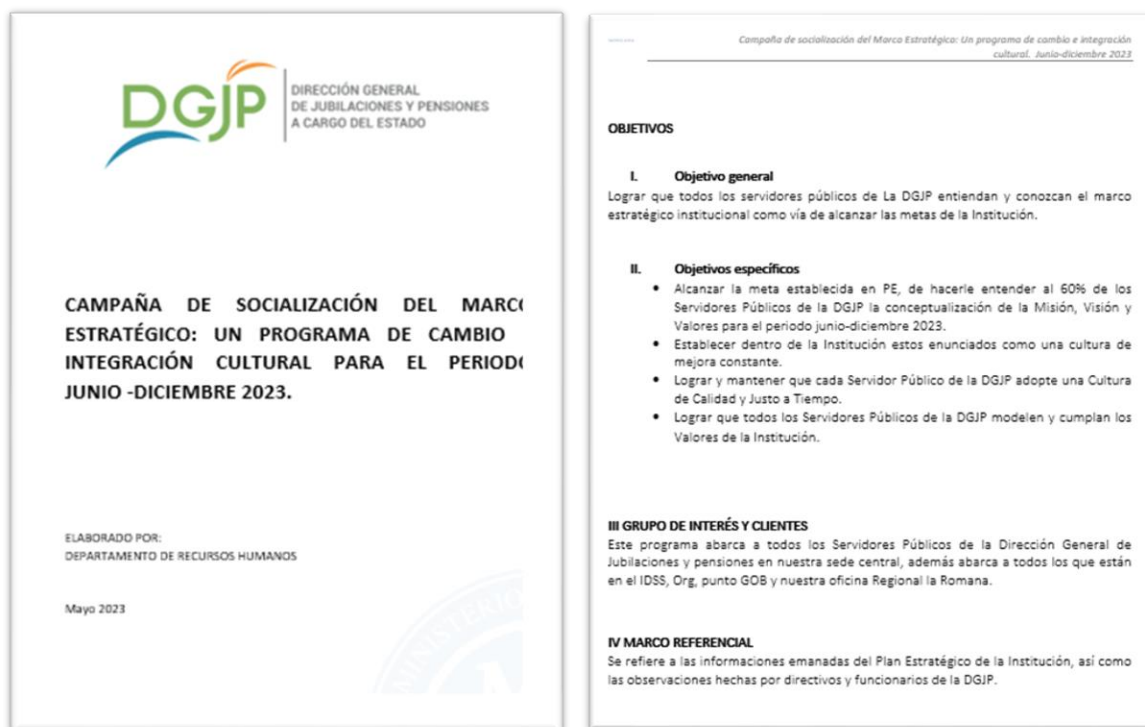 DGJP
DIRECCIÓN GENERAL
DE JUBILACIONES Y PENSIONES
A CARGO DEL ESTADO
CAMPAÑA DE SOCIALIZACIÓN DEL MARC
ESTRATÉGICO: UN PROGRAMA DE CAMBIO
INTEGRACIÓN CULTURAL PARA EL PERIOD
JUNIO -DICIEMBRE 2023.
ELABORADO POR:
DEPARTAMENTO DE RECURSOS HUMANOS
Mayo 2023
MINISTERIO
Campaña de socialización del Marco Estratégico: Un programa de cambio e integración
cultural. Junio-diciembre 2023
OBJETIVOS
I. Objetivo general
Lograr que todos los servidores públicos de La DGJP entiendan y conozcan el marco
estratégico institucional como vía de alcanzar las metas de la Institución.
II. Objetivos específicos
• Alcanzar la meta establecida en PE, de hacerle entender al 60% de los
Servidores Públicos de la DGJP la conceptualización de la Misión, Visión y
Valores para el periodo junio-diciembre 2023.
• Establecer dentro de la Institución estos enunciados como una cultura de
mejora constante.
• Lograr y mantener que cada Servidor Público de la DGJP adopte una Cultura
de Calidad y Justo a Tiempo.
• Lograr que todos los Servidores Públicos de la DGJP modelen y cumplan los
Valores de la Institución.
III GRUPO DE INTERÉS Y CLIENTES
Este programa abarca a todos los Servidores Públicos de la Dirección General de
Jubilaciones y pensiones en nuestra sede central, además abarca a todos los que están
en el IDSS, Org, punto GOB y nuestra oficina Regional la Romana.
IV MARCO REFERENCIAL
Se refiere a las informaciones emanadas del Plan Estratégico de la Institución, así como
las observaciones hechas por directivos y funcionarios de la DGJP.